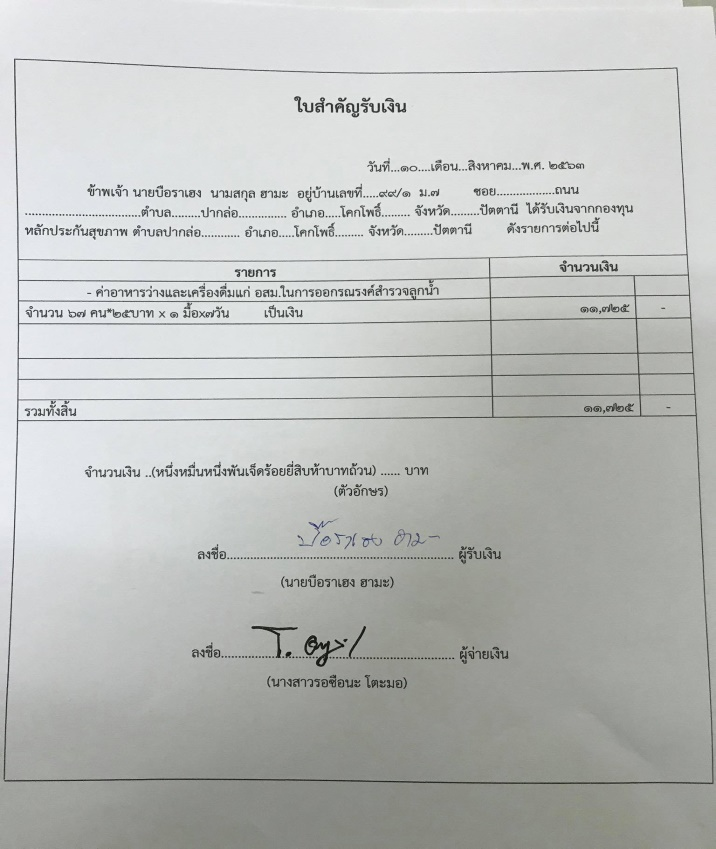 ใบสำคัญรับเงิน
วันที่...๑๐....เดือน...สิงหาคม...พ.ศ. ๒๕๖๓
ข้าพเจ้า นายบือราเฮง นามสกุล ฮามะ อยู่บ้านเลขที่.....๙๙/๑ ม.๗ ซอย..................ถนน
....................................ตำบล.........ปากล่อ............... อำเภอ.....โคกโพธิ์......... จังหวัด.........ปัตตานี ได้รับเงินจากกองทุน
หลักประกันสุขภาพ ตำบลปากล่อ............ อำเภอ.....โคกโพธิ์......... จังหวัด.........ปัตตานี ดังรายการต่อไปนี้
รายการ จำนวนเงิน
- ค่าอาหารว่างและเครื่องดื่มแก่ อสม.ในการออกรณรงค์สำรวจลูกน้ำ
จำนวน ๖๗ คน*๒๕บาท x ๑ มื้อx๗วัน เป็นเงิน ๑๑,๗๒๕ -
รวมทั้งสิ้น ๑๑,๗๒๕ -
จำนวนเงิน ..(หนึ่งหมื่นหนึ่งพันเจ็ดร้อยยี่สิบห้าบาทถ้วน) ...... บาท
(ตัวอักษร)
บือราเฮง ฮามะ
ลงชื่อ.................................................................. ผู้รับเงิน
(นายบือราเฮง ฮามะ)
ลงชื่อ.................................................................. ผู้จ่ายเงิน
(นางสาวรอซือนะ โตะมอ)